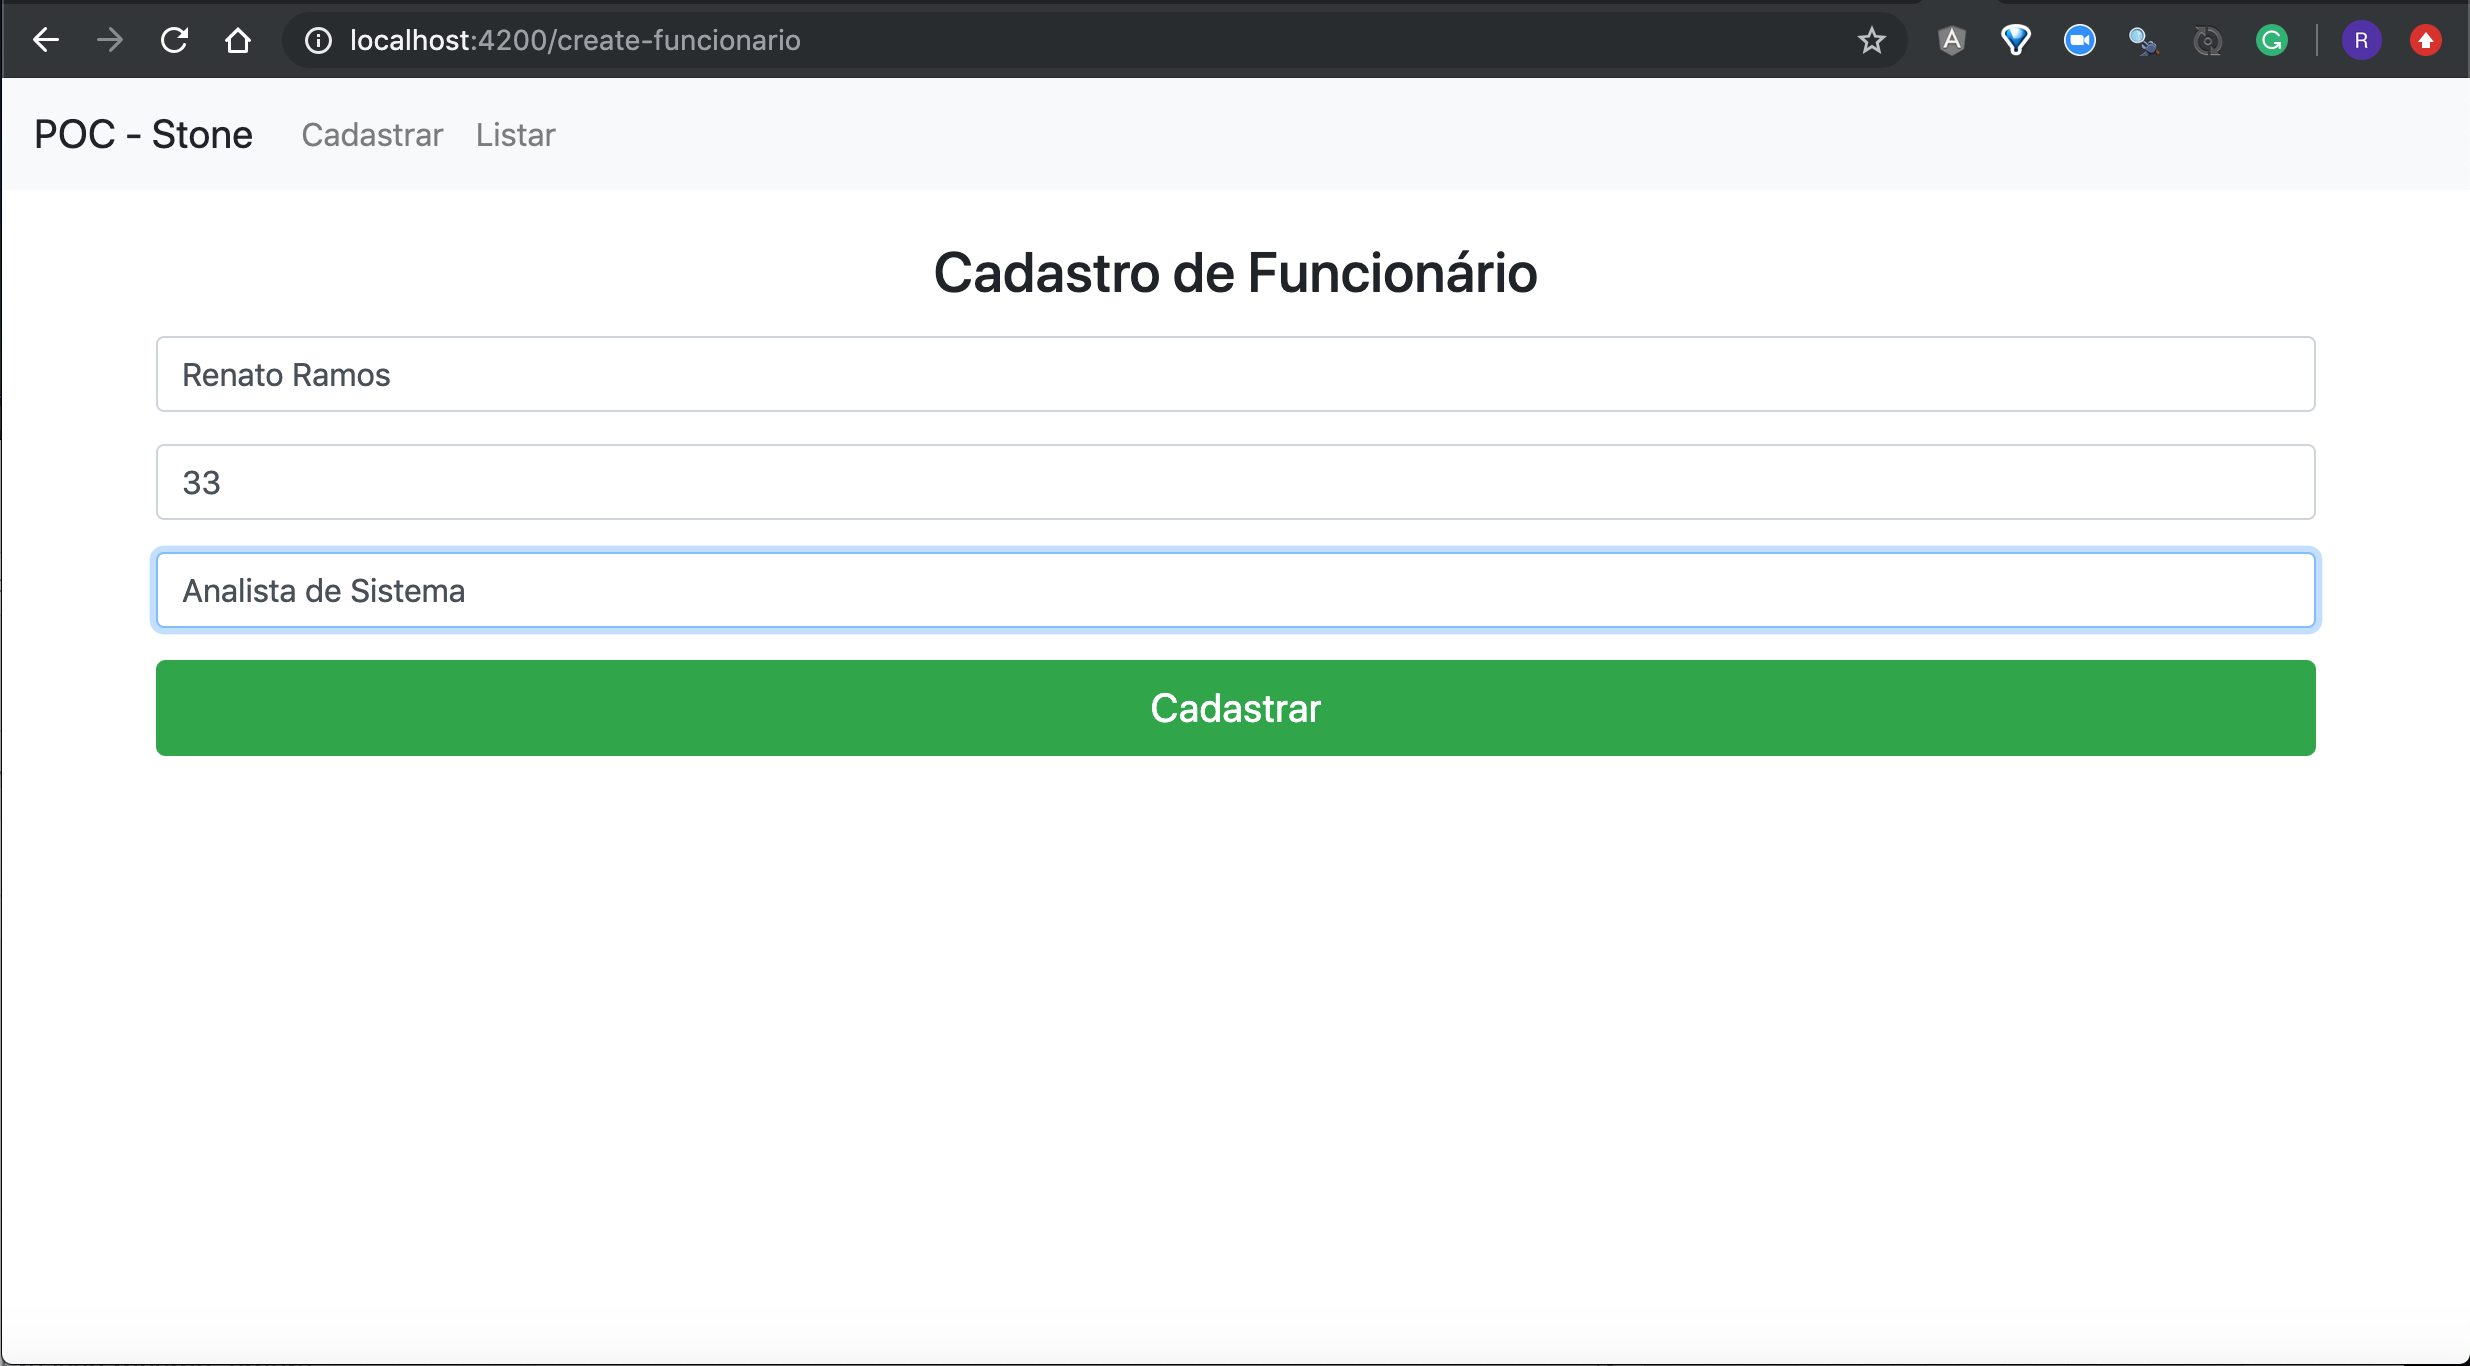 localhost:4200/create-funcionario
R
POC - Stone Cadastrar Listar
Cadastro de Funcionário
Renato Ramos
33
Analista de Sistema
Cadastrar